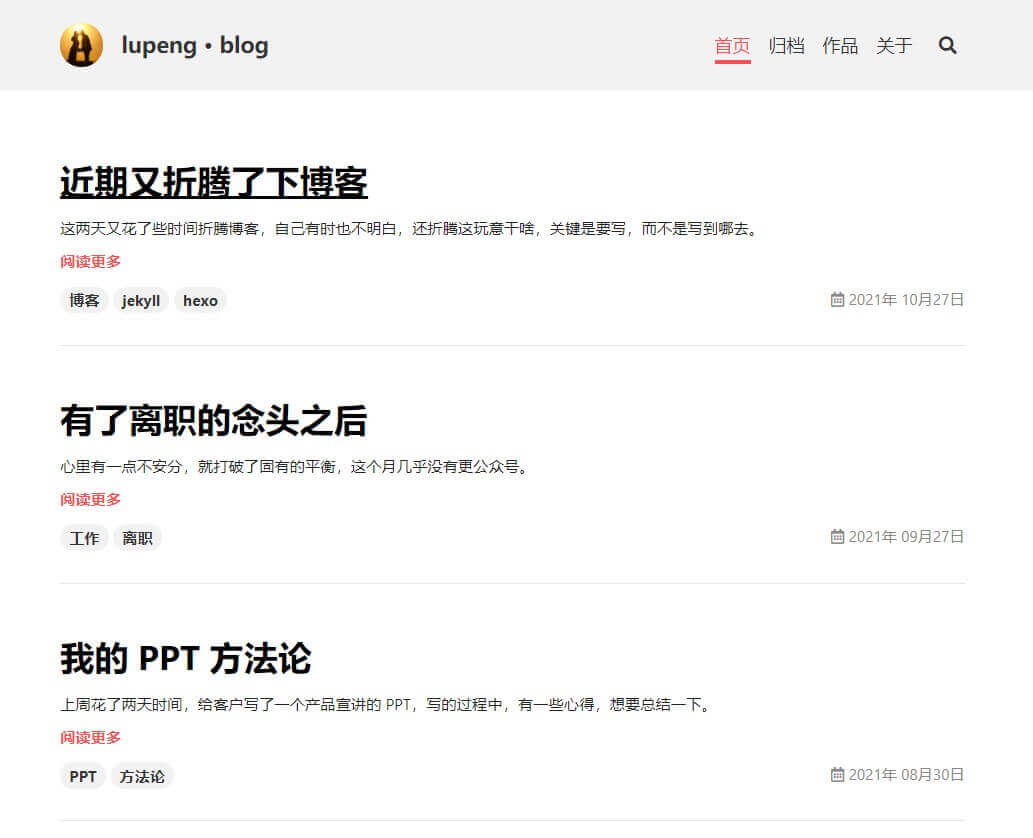 lupeng • blog
首页 归档 作品 关于
近期又折腾了下博客
这两天又花了些时间折腾博客，自己有时也不明白，还折腾这玩意干啥，关键是要写，而不是写到哪去。
阅读更多
博客 jekyll hexo 2021年 10月27日
有了离职的念头之后
心里有一点不安分，就打破了固有的平衡，这个月几乎没有更公众号。
阅读更多
工作 离职 2021年 09月27日
我的 PPT 方法论
上周花了两天时间，给客户写了一个产品宣讲的 PPT，写的过程中，有一些心得，想要总结一下。
阅读更多
PPT 方法论 2021年 08月30日